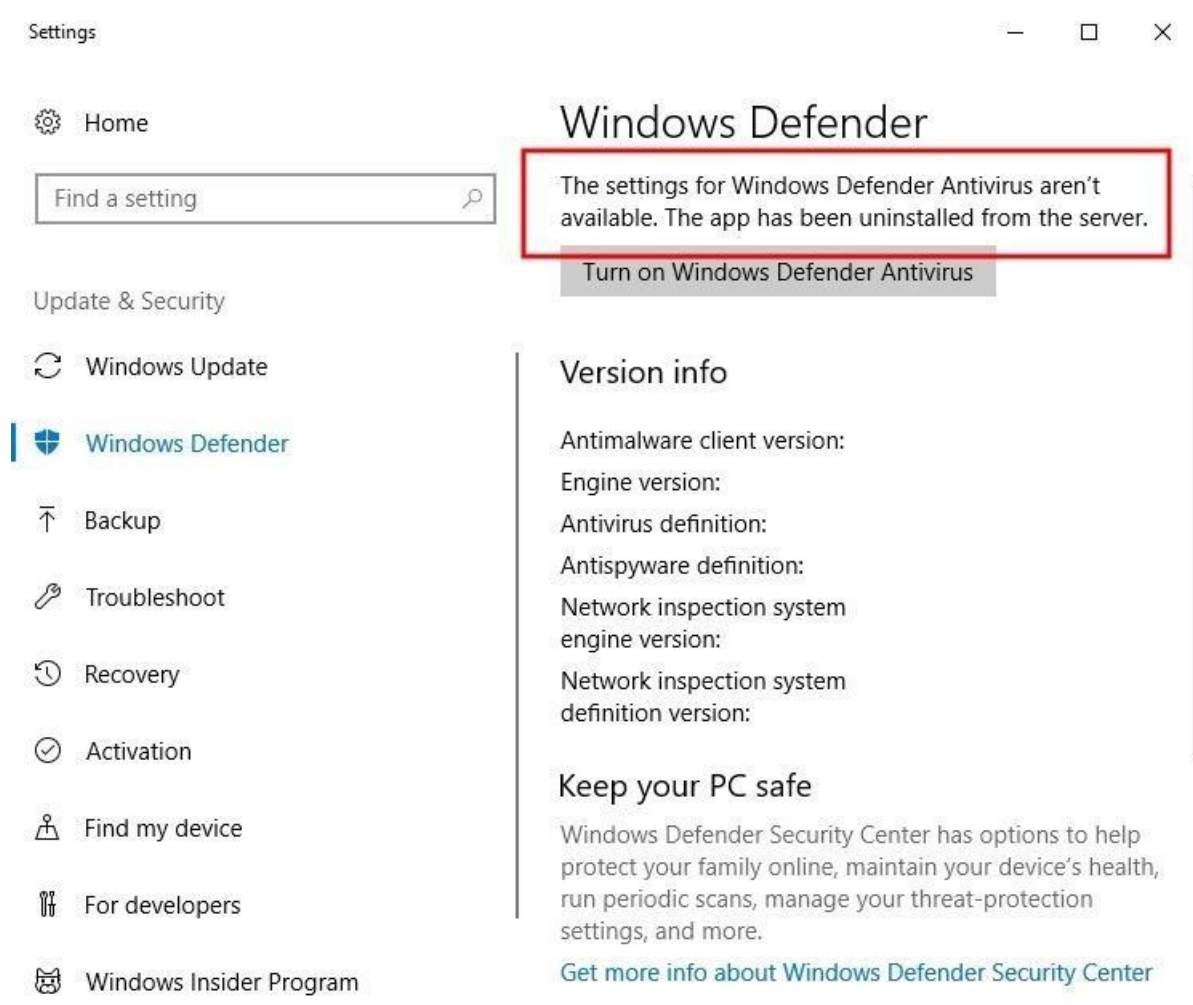 Settings
Home
Find a setting
Update & Security
Windows Update
Windows Defender
Backup
Troubleshoot
Recovery
Activation
Find my device
For developers
Windows Insider Program
Windows Defender
The settings for Windows Defender Antivirus aren't
available. The app has been uninstalled from the server.
Turn on Windows Defender Antivirus
Version info
Antimalware client version:
Engine version:
Antivirus definition:
Antispyware definition:
Network inspection system
engine version:
Network inspection system
definition version:
Keep your PC safe
Windows Defender Security Center has options to help
protect your family online, maintain your device's health,
run periodic scans, manage your threat-protection
settings, and more.
Get more info about Windows Defender Security Center